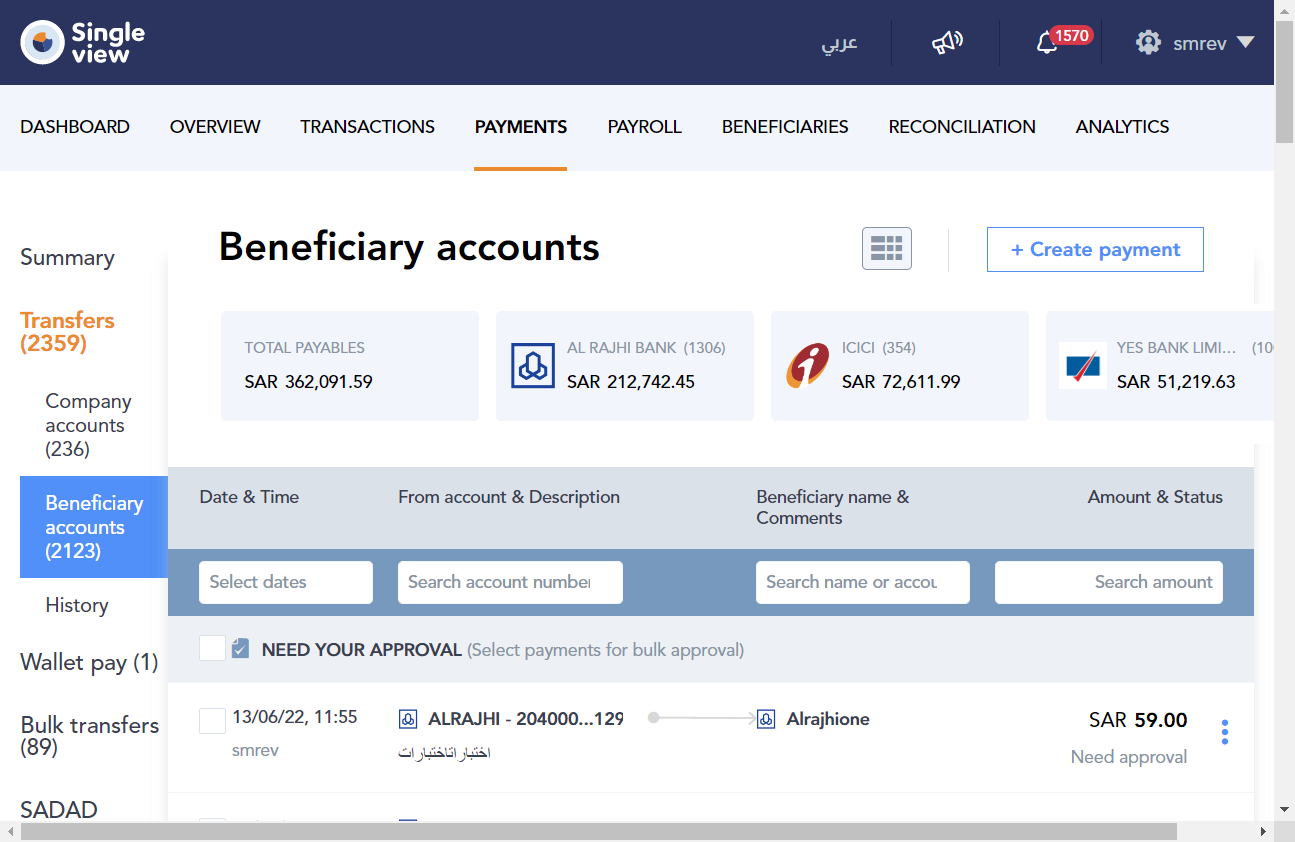 Single view
عربي
1570
smrev
DASHBOARD
OVERVIEW
TRANSACTIONS
PAYMENTS
PAYROLL
BENEFICIARIES
RECONCILIATION
ANALYTICS
Summary
Transfers
(2359)
Company
accounts
(236)
Beneficiary
accounts
(2123)
History
Wallet pay (1)
Bulk transfers
(89)
SADAD
Beneficiary accounts
+ Create payment
TOTAL PAYABLES
SAR 362,091.59
AL RAJHI BANK (1306)
SAR 212,742.45
ICICI (354)
SAR 72,611.99
YES BANK LIMI... (10
SAR 51,219.63
Date & Time
From account & Description
Beneficiary name &
Comments
Amount & Status
Select dates
Search account number
Search name or accou
Search amount
NEED YOUR APPROVAL (Select payments for bulk approval)
13/06/22, 11:55
smrev
ALRAJHI - 204000...129
اختباراتاختبارات
Alrajhione
SAR 59.00
Need approval